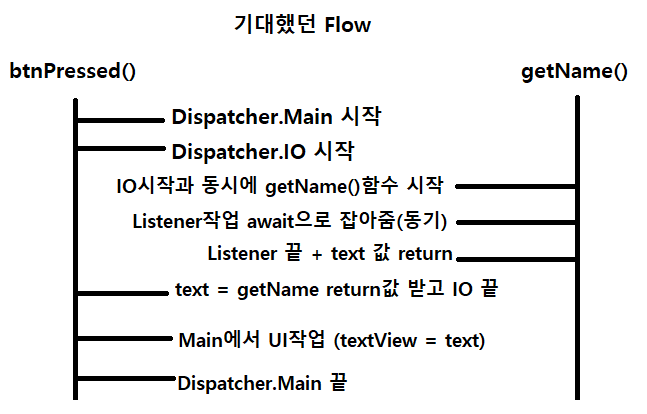 기대했던 Flow
btnPressed()
getName()
Dispatcher.Main 시작
Dispatcher.IO 시작
IO시작과 동시에 getName()함수 시작
Listener작업 await으로 잡아줌(동기)
Listener 끝 + text 값 return
text = getName return값 받고 IO 끝
Main에서 UI작업 (textView = text)
Dispatcher.Main 끝